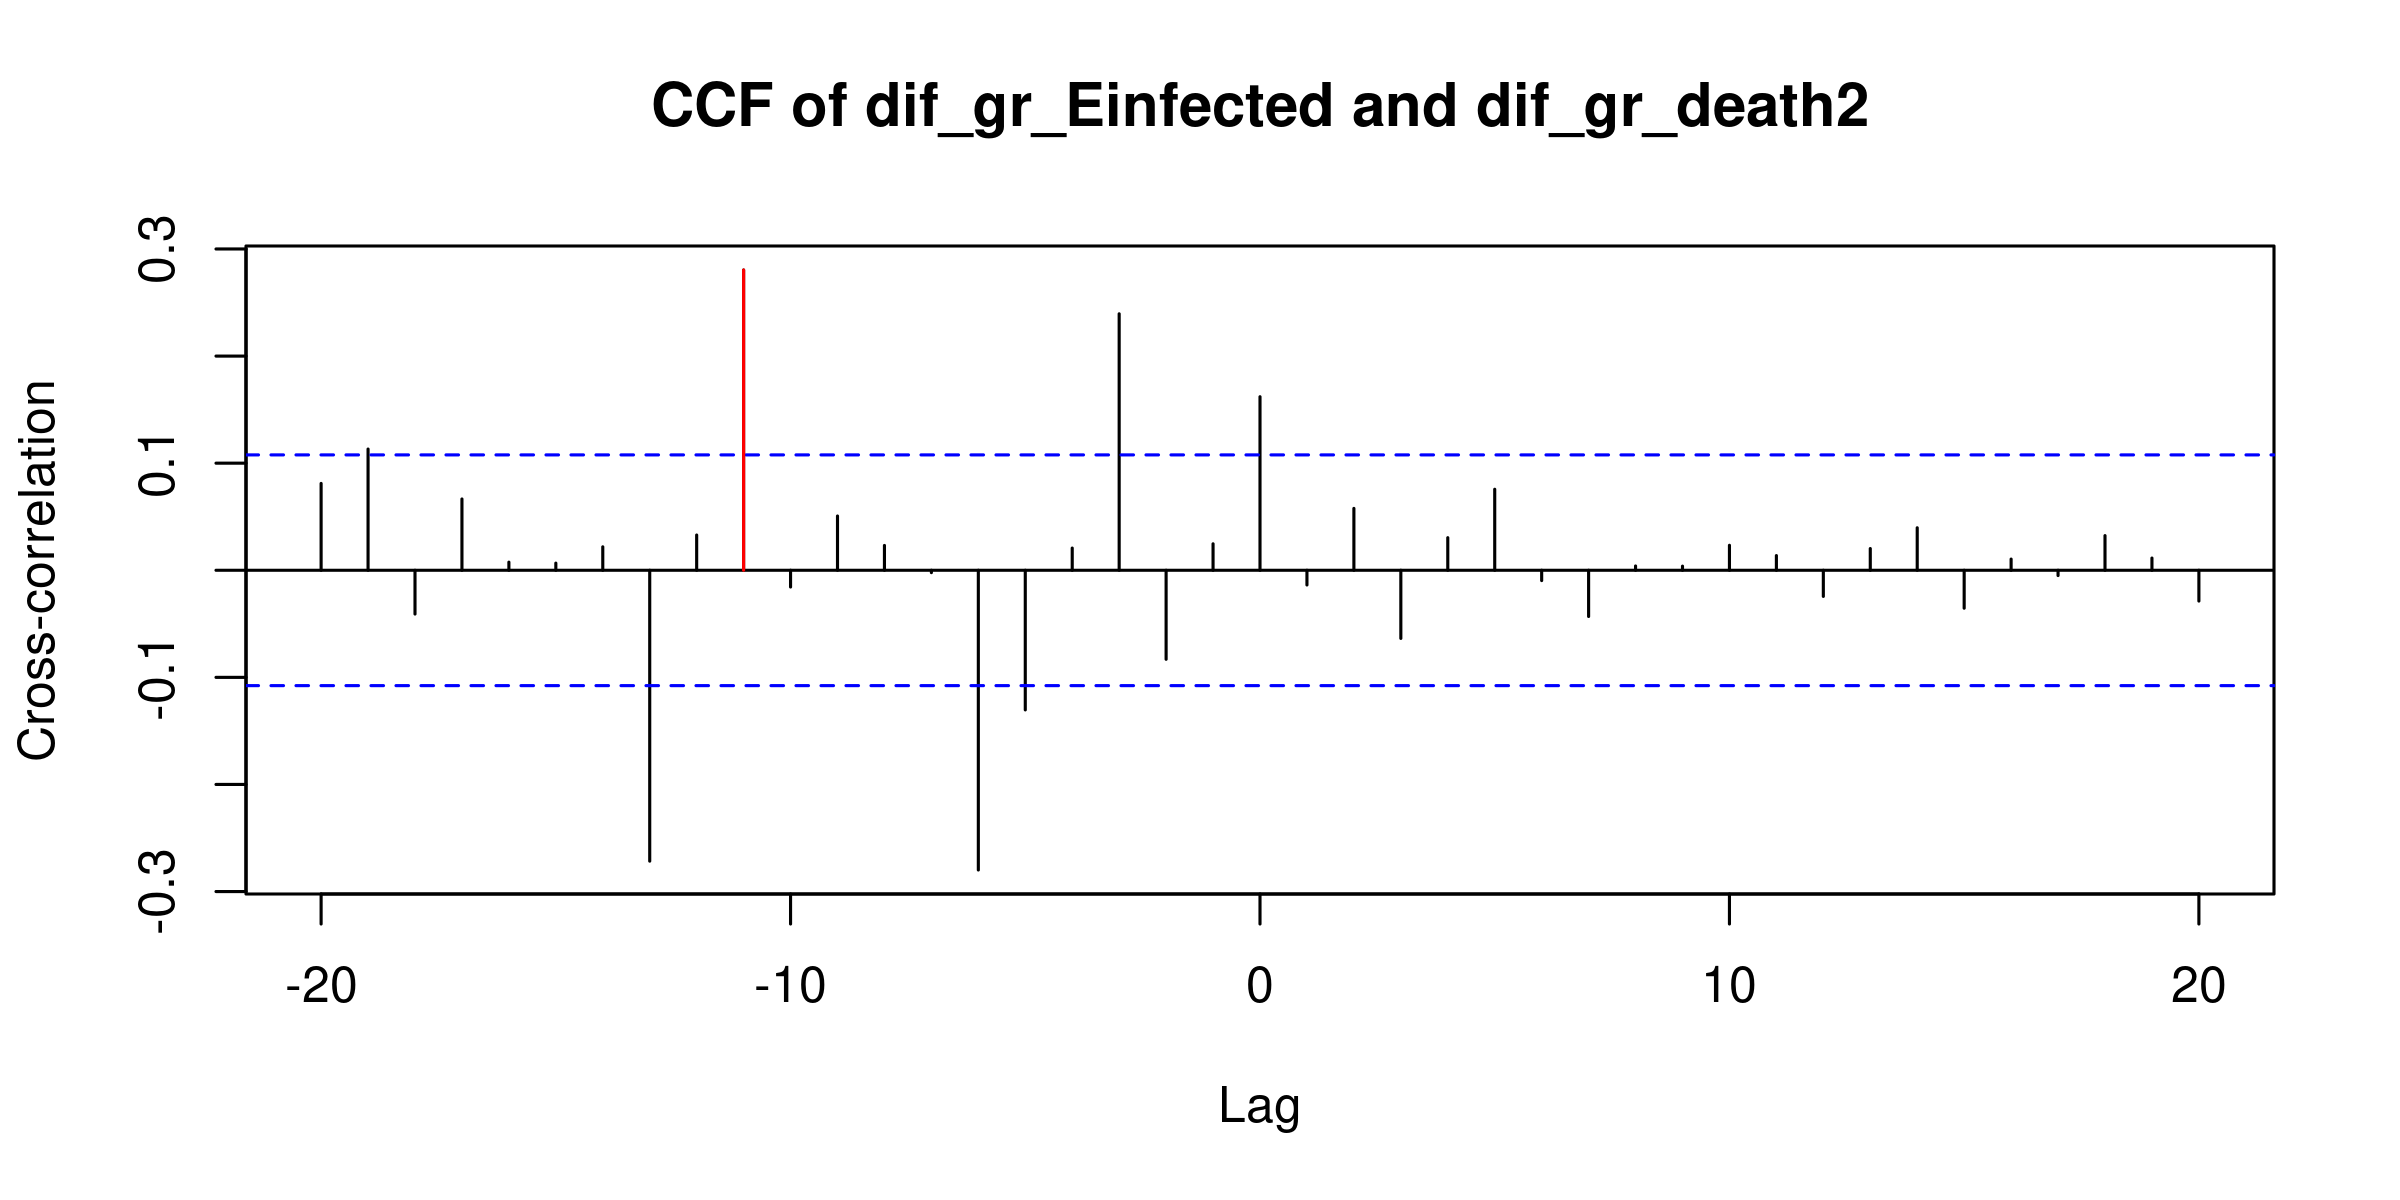 CCF of dif_gr_Einfected and dif_gr_death2
Cross-correlation
0.3
0.1
-0.1
-0.3
-20 -10 0 10 20
Lag